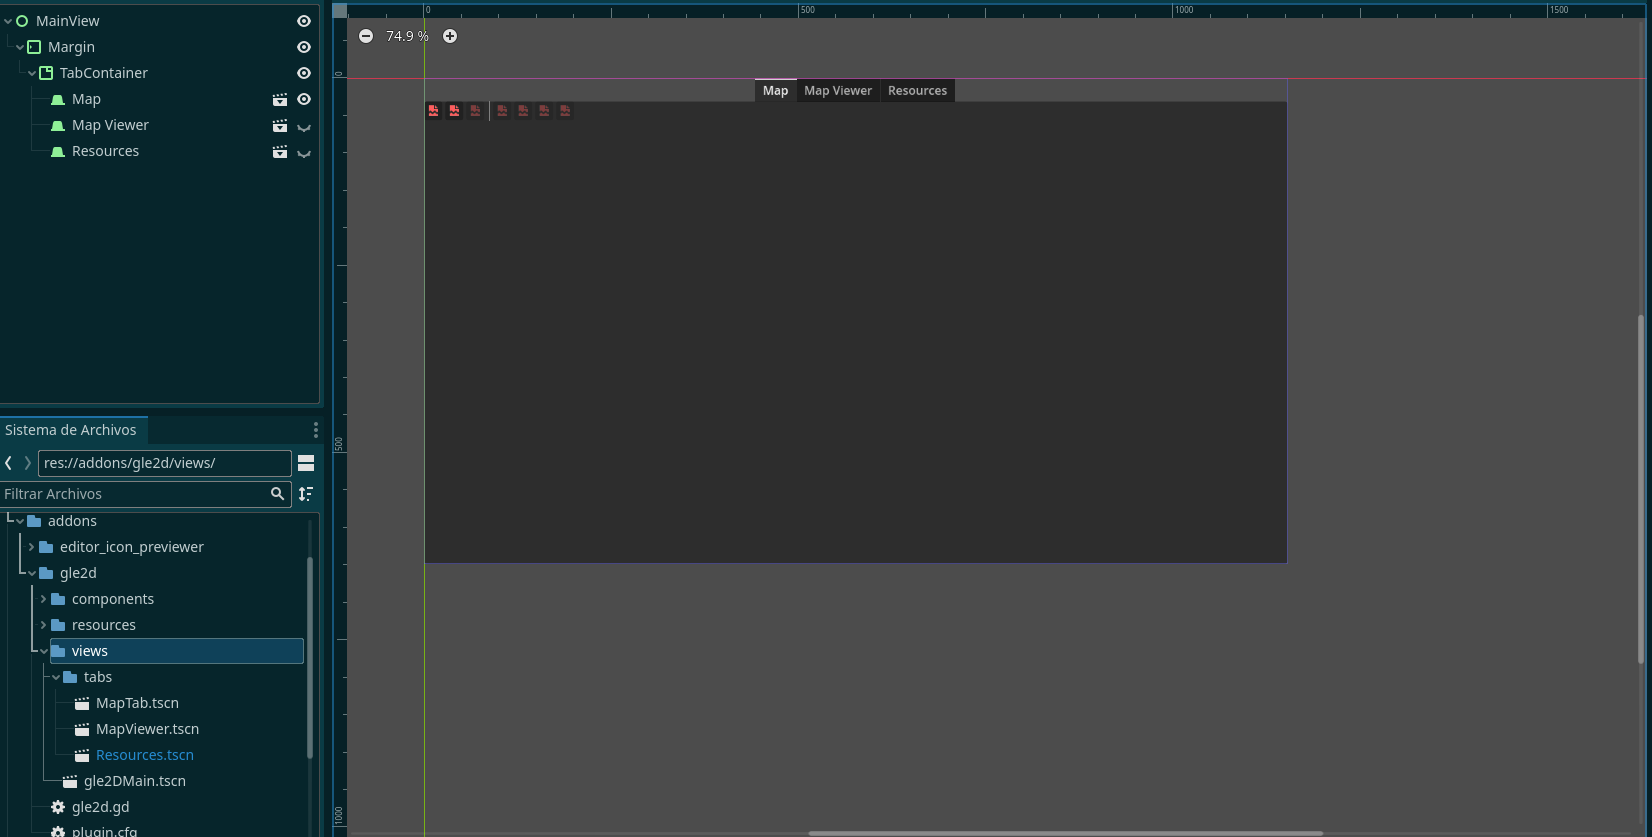 MainView
Margin
TabContainer
Map
Map Viewer
Resources
Sistema de Archivos
res://addons/gle2d/views/
Filtrar Archivos
addons
editor_icon_previewer
gle2d
components
resources
views
tabs
MapTab.tscn
MapViewer.tscn
Resources.tscn
gle2DMain.tscn
gle2d.gd
plugin.cfg
0 500 1000 1500
74.9 %
0
500
1000
Map Map Viewer Resources